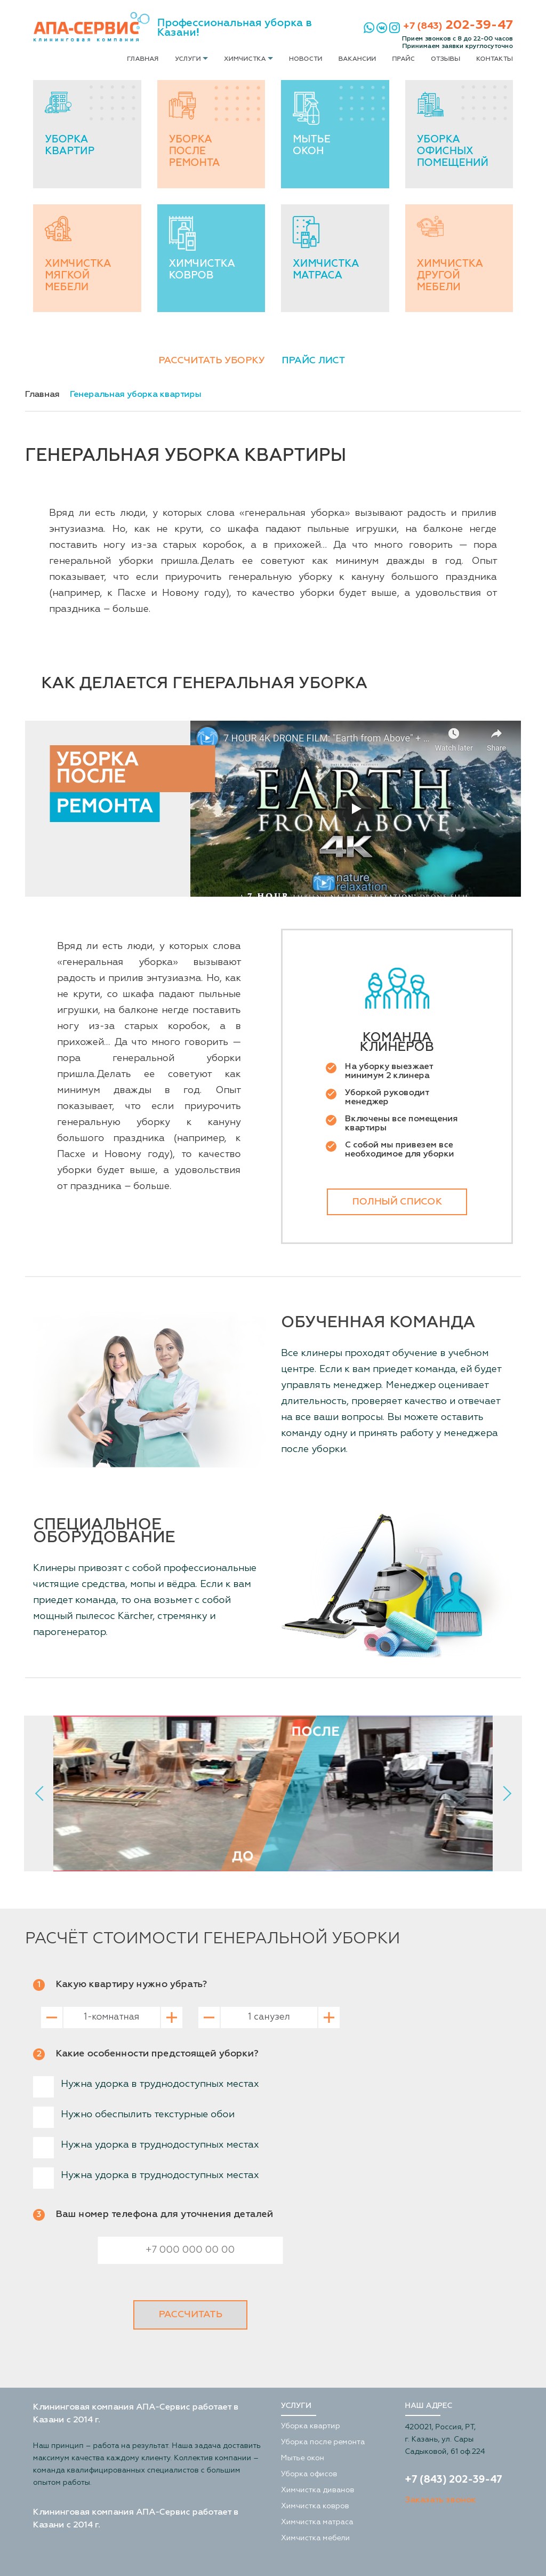 АПА-СЕРВИС
клининговая компания
Профессиональная уборка в
Казани!
+7 (843) 202-39-47
Прием звонков с 8 до 22-00 часов
Принимаем заявки круглосуточно
ГЛАВНАЯ УСЛУГИ ХИМЧИСТКА НОВОСТИ ВАКАНСИИ ПРАЙС ОТЗЫВЫ КОНТАКТЫ
УБОРКА
КВАРТИР
УБОРКА
ПОСЛЕ
РЕМОНТА
МЫТЬЕ
ОКОН
УБОРКА
ОФИСНЫХ
ПОМЕЩЕНИЙ
ХИМЧИСТКА
МЯГКОЙ
МЕБЕЛИ
ХИМЧИСТКА
КОВРОВ
ХИМЧИСТКА
МАТРАСА
ХИМЧИСТКА
ДРУГОЙ
МЕБЕЛИ
РАССЧИТАТЬ УБОРКУ ПРАЙС ЛИСТ
Главная Генеральная уборка квартиры
ГЕНЕРАЛЬНАЯ УБОРКА КВАРТИРЫ
Вряд ли есть люди, у которых слова «генеральная уборка» вызывают радость и прилив
энтузиазма. Но, как не крути, со шкафа падают пыльные игрушки, на балконе негде
поставить ногу из-за старых коробок, а в прихожей... Да что много говорить — пора
генеральной уборки пришла.Делать ее советуют как минимум дважды в год. Опыт
показывает, что если приурочить генеральную уборку к кануну большого праздника
(например, к Пасхе и Новому году), то качество уборки будет выше, а удовольствия от
праздника – больше.
КАК ДЕЛАЕТСЯ ГЕНЕРАЛЬНАЯ УБОРКА
УБОРКА
ПОСЛЕ
РЕМОНТА
7 HOUR 4K DRONE FILM: "Earth from Above" + ...
Watch later
Share
EARTH
FROM ABOVE
4K
nature
relaxation
Вряд ли есть люди, у которых слова
«генеральная уборка» вызывают
радость и прилив энтузиазма. Но, как
не крути, со шкафа падают пыльные
игрушки, на балконе негде поставить
ногу из-за старых коробок, а в
прихожей... Да что много говорить —
пора генеральной уборки
пришла.Делать ее советуют как
минимум дважды в год. Опыт
показывает, что если приурочить
генеральную уборку к кануну
большого праздника (например, к
Пасхе и Новому году), то качество
уборки будет выше, а удовольствия
от праздника – больше.
КОМАНДА
КЛИНЕРОВ
На уборку выезжает
минимум 2 клинера
Уборкой руководит
менеджер
Включены все помещения
квартиры
С собой мы привезем все
необходимое для уборки
ПОЛНЫЙ СПИСОК
ОБУЧЕННАЯ КОМАНДА
Все клинеры проходят обучение в учебном
центре. Если к вам приедет команда, ей будет
управлять менеджер. Менеджер оценивает
длительность, проверяет качество и отвечает
на все ваши вопросы. Вы можете оставить
команду одну и принять работу у менеджера
после уборки.
СПЕЦИАЛЬНОЕ
ОБОРУДОВАНИЕ
Клинеры привозят с собой профессиональные
чистящие средства, мопы и вёдра. Если к вам
приедет команда, то она возьмет с собой
мощный пылесос Kärcher, стремянку и
парогенератор.
ПОСЛЕ
ДО
РАСЧЁТ СТОИМОСТИ ГЕНЕРАЛЬНОЙ УБОРКИ
1 Какую квартиру нужно убрать?
1-комнатная
1 санузел
2 Какие особенности предстоящей уборки?
Нужна удорка в труднодоступных местах
Нужно обеспылить текстурные обои
Нужна удорка в труднодоступных местах
Нужна удорка в труднодоступных местах
3 Ваш номер телефона для уточнения деталей
+7 000 000 00 00
РАССЧИТАТЬ
Клининговая компания АПА-Сервис работает в
Казани с 2014 г.
Наш принцип – работа на результат. Наша задача доставить
максимум качества каждому клиенту. Коллектив компании –
команда квалифицированных специалистов с большим
опытом работы.
Клининговая компания АПА-Сервис работает в
Казани с 2014 г.
УСЛУГИ
Уборка квартир
Уборка после ремонта
Мытье окон
Уборка офисов
Химчистка диванов
Химчистка ковров
Химчистка матраса
Химчистка мебели
НАШ АДРЕС
420021, Россия, РТ,
г. Казань, ул. Сары
Садыковой, 61 оф.224
+7 (843) 202-39-47